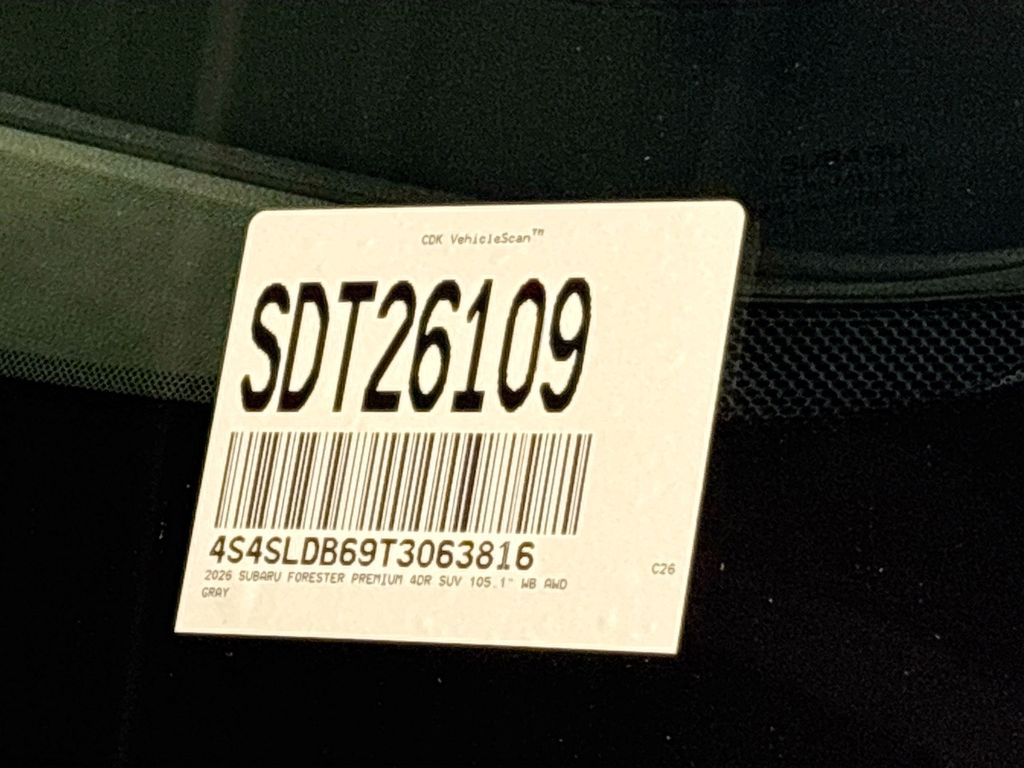 CDK VehicleScan™
SDT26109
4S4SLDB69T3063816
2026 SUBARU FORESTER PREMIUM 4DR SUV 105.1" WB AWD
GRAY
C26